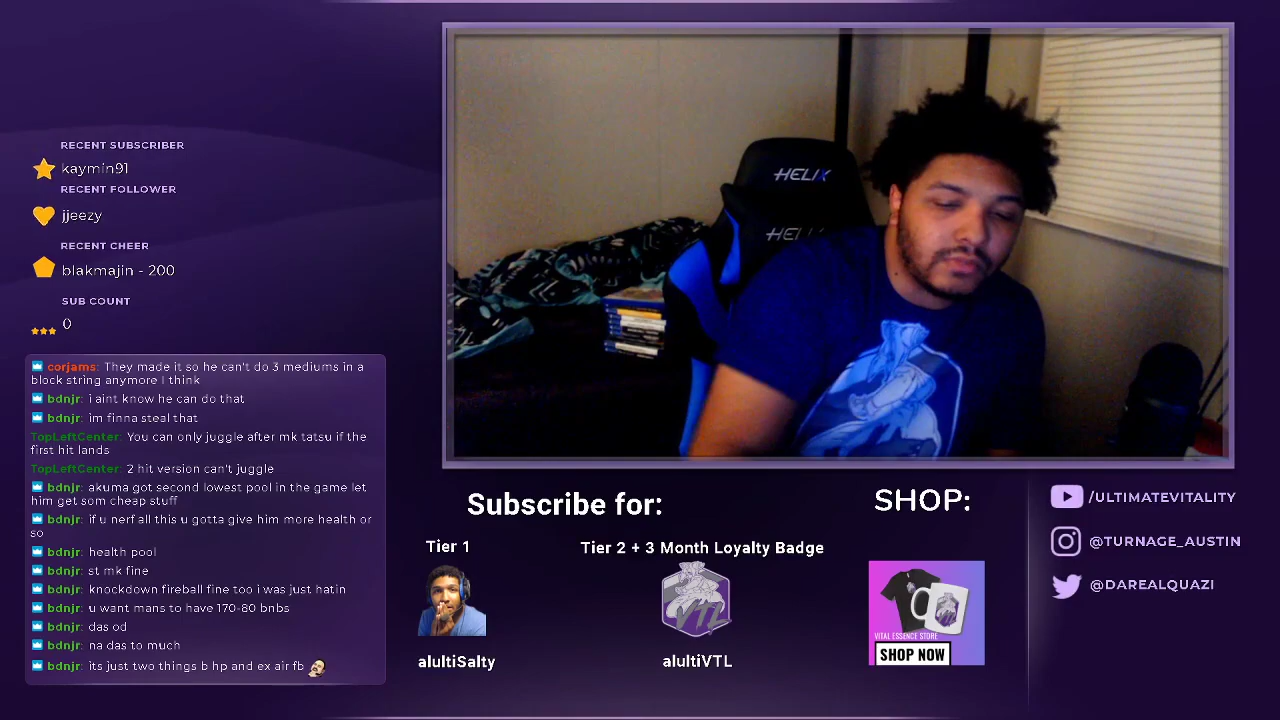 RECENT SUBSCRIBER
kaymin91
RECENT FOLLOWER
jjeezy
RECENT CHEER
blakmajin - 200
SUB COUNT
0
corjams: They made it so he can't do 3 mediums in a
block string anymore I think
bdnjr: i aint know he can do that
bdnjr: im finna steal that
TopLeftCenter: You can only juggle after mk tatsu if the
first hit lands
TopLeftCenter: 2 hit version can't juggle
bdnjr: akuma got second lowest pool in the game let
him get som cheap stuff
bdnjr: if u nerf all this u gotta give him more health or
so
bdnjr: health pool
bdnjr: st mk fine
bdnjr: knockdown fireball fine too i was just hatin
bdnjr: u want mans to have 170-80 bnbs
bdnjr: das od
bdnjr: na das to much
bdnjr: its just two things b hp and ex air fb
HELIX
HELIX
Subscribe for:
Tier 1
alultiSalty
Tier 2 + 3 Month Loyalty Badge
VTL
alultiVTL
SHOP:
VITAL ESSENCE STORE
SHOP NOW
/ULTIMATEVITALITY
@TURNAGE_AUSTIN
@DAREALQUAZI